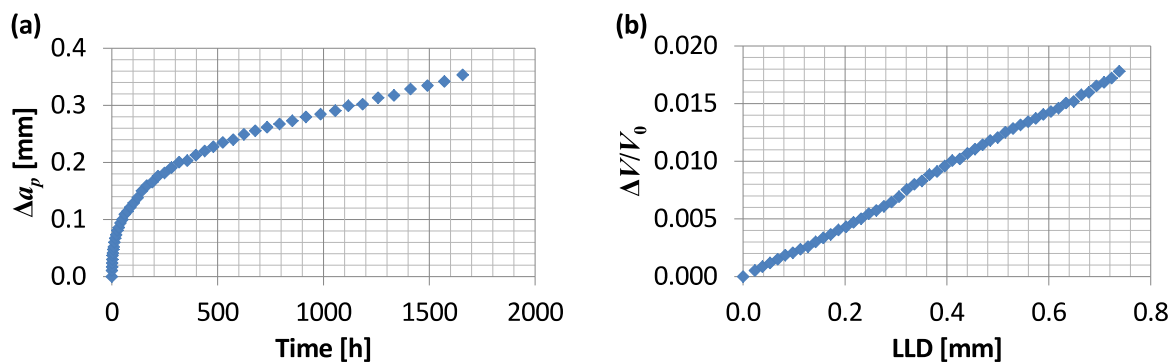 (a)
0.4
0.3
0.2
0.1
0.0
Δa_p [mm]
0 500 1000 1500 2000
Time [h]
(b)
0.020
0.015
0.010
0.005
0.000
ΔV/V₀
0.0 0.2 0.4 0.6 0.8
LLD [mm]